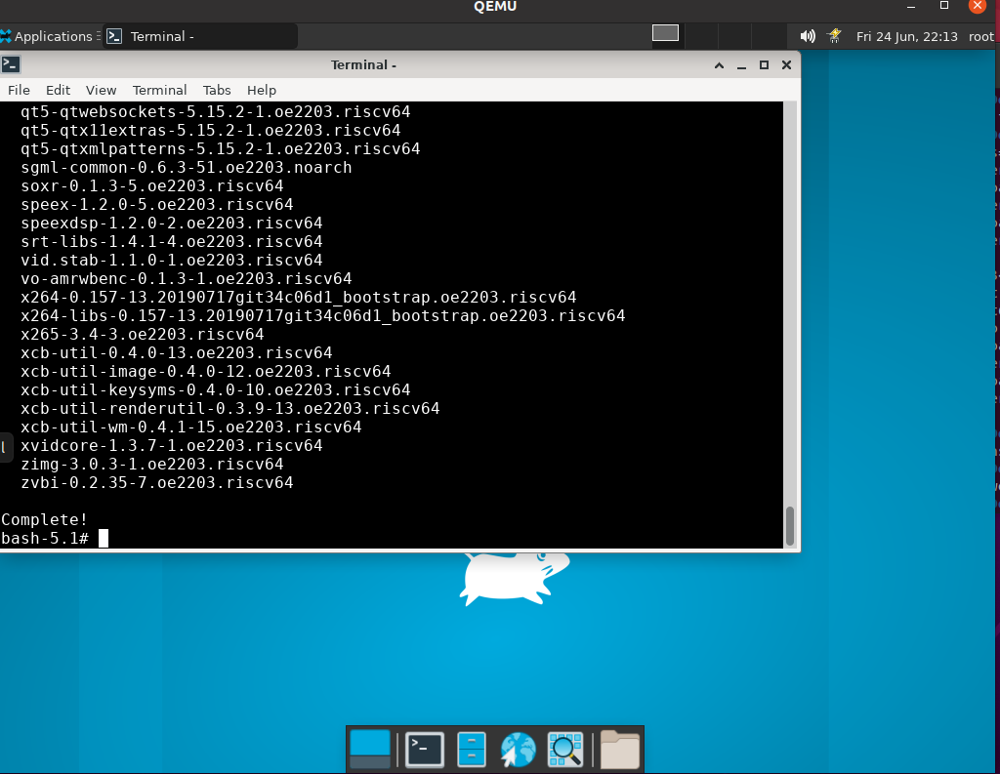 QEMU
Applications
Terminal -
Fri 24 Jun, 22:13 root
Terminal -
File Edit View Terminal Tabs Help
qt5-qtwebsockets-5.15.2-1.oe2203.riscv64
qt5-qtx11extras-5.15.2-1.oe2203.riscv64
qt5-qtxmlpatterns-5.15.2-1.oe2203.riscv64
sgml-common-0.6.3-51.oe2203.noarch
soxr-0.1.3-5.oe2203.riscv64
speex-1.2.0-5.oe2203.riscv64
speexdsp-1.2.0-2.oe2203.riscv64
srt-libs-1.4.1-4.oe2203.riscv64
vid.stab-1.1.0-1.oe2203.riscv64
vo-amrwbenc-0.1.3-1.oe2203.riscv64
x264-0.157-13.20190717git34c06d1_bootstrap.oe2203.riscv64
x264-libs-0.157-13.20190717git34c06d1_bootstrap.oe2203.riscv64
x265-3.4-3.oe2203.riscv64
xcb-util-0.4.0-13.oe2203.riscv64
xcb-util-image-0.4.0-12.oe2203.riscv64
xcb-util-keysyms-0.4.0-10.oe2203.riscv64
xcb-util-renderutil-0.3.9-13.oe2203.riscv64
xcb-util-wm-0.4.1-15.oe2203.riscv64
xvidcore-1.3.7-1.oe2203.riscv64
zimg-3.0.3-1.oe2203.riscv64
zvbi-0.2.35-7.oe2203.riscv64
Complete!
bash-5.1#